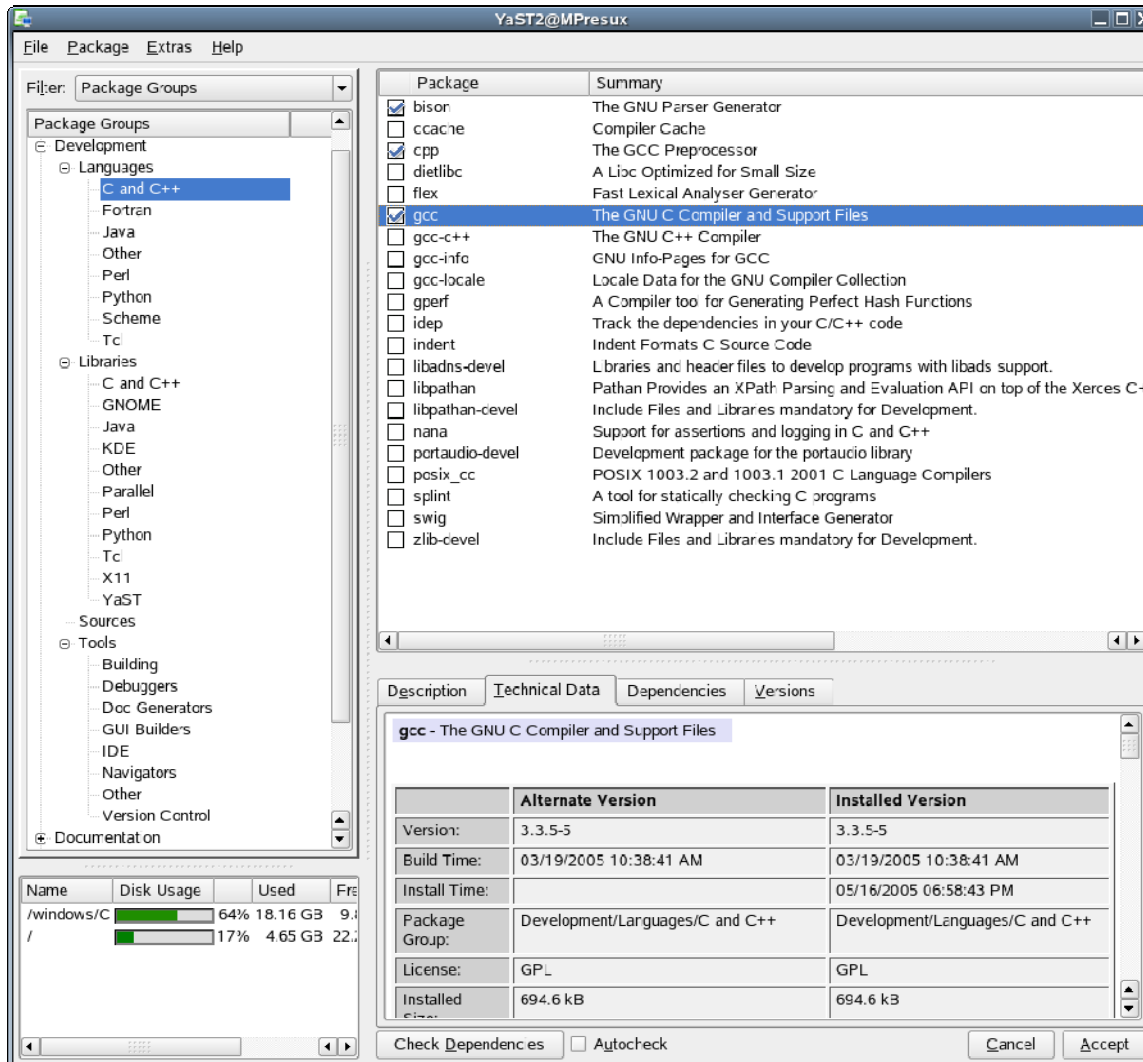 YaST2@MPresux
File Package Extras Help
Filter: Package Groups
Package Groups
Development
Languages
C and C++
Fortran
Java
Other
Perl
Python
Scheme
Tcl
Libraries
C and C++
GNOME
Java
KDE
Other
Parallel
Perl
Python
Tcl
X11
YaST
Sources
Tools
Building
Debuggers
Doc Generators
GUI Builders
IDE
Navigators
Other
Version Control
Documentation
Name Disk Usage Used Fre
/windows/C 64% 18.16 GB 9.
/ 17% 4.65 GB 22.
Package Summary
bison The GNU Parser Generator
ccache Compiler Cache
cpp The GCC Preprocessor
dietlibc A Libc Optimized for Small Size
flex Fast Lexical Analyser Generator
gcc The GNU C Compiler and Support Files
gcc-c++ The GNU C++ Compiler
gcc-info GNU Info-Pages for GCC
gcc-locale Locale Data for the GNU Compiler Collection
gperf A Compiler tool for Generating Perfect Hash Functions
idep Track the dependencies in your C/C++ code
indent Indent Formats C Source Code
libadns-devel Libraries and header files to develop programs with libads support.
libpathan Pathan Provides an XPath Parsing and Evaluation API on top of the Xerces C-
libpathan-devel Include Files and Libraries mandatory for Development.
nana Support for assertions and logging in C and C++
portaudio-devel Development package for the portaudio library
posix_cc POSIX 1003.2 and 1003.1 2001 C Language Compilers
splint A tool for statically checking C programs
swig Simplified Wrapper and Interface Generator
zlib-devel Include Files and Libraries mandatory for Development.
Description Technical Data Dependencies Versions
gcc - The GNU C Compiler and Support Files
Alternate Version Installed Version
Version: 3.3.5-5 3.3.5-5
Build Time: 03/19/2005 10:38:41 AM 03/19/2005 10:38:41 AM
Install Time: 05/16/2005 06:58:43 PM
Package Group: Development/Languages/C and C++ Development/Languages/C and C++
License: GPL GPL
Installed Size: 694.6 kB 694.6 kB
Check Dependencies Autocheck Cancel Accept